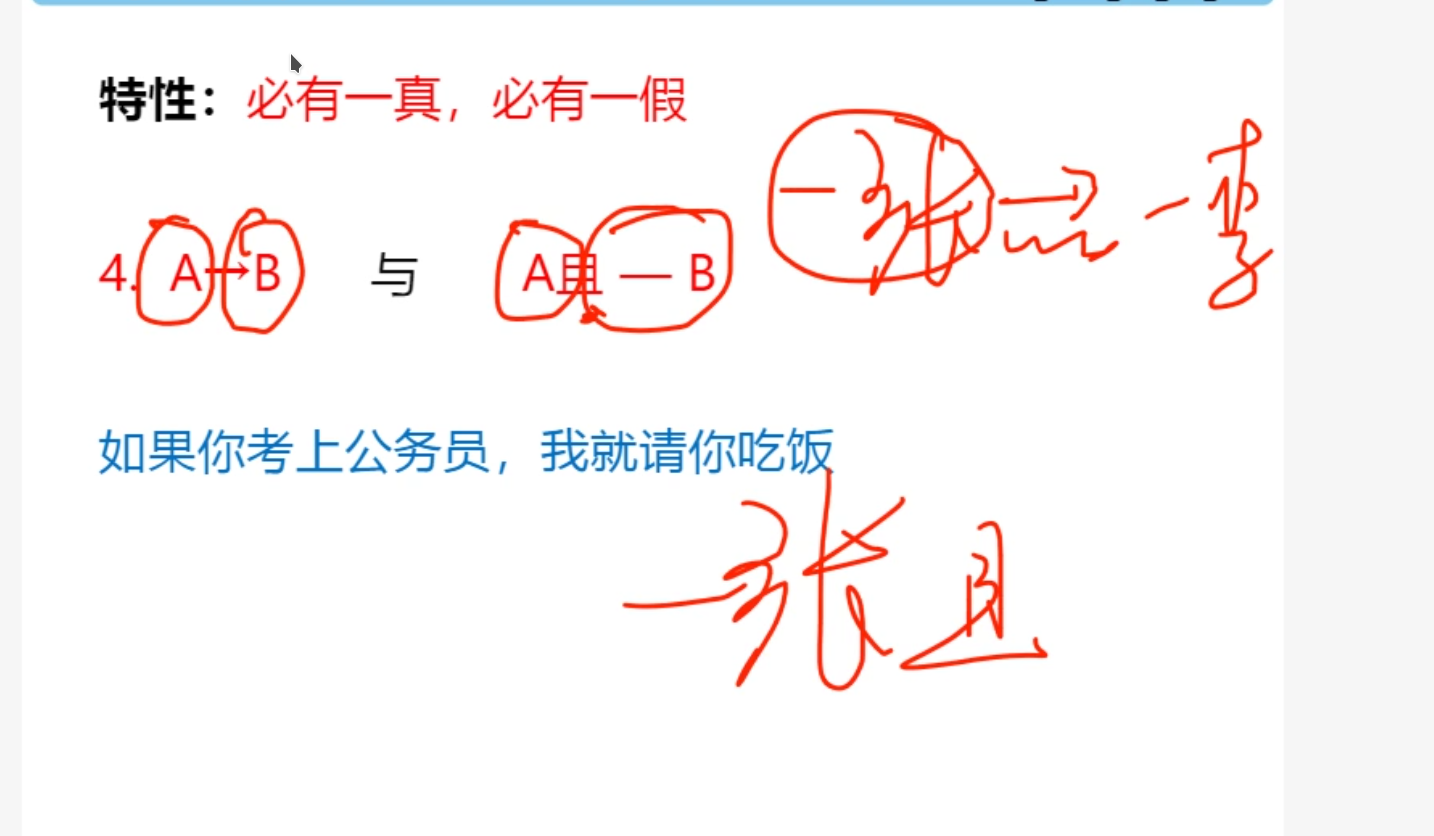 特性：必有一真，必有一假
一张→一李
4. A→B 与 A且 — B
如果你考上公务员，我就请你吃饭
一张且